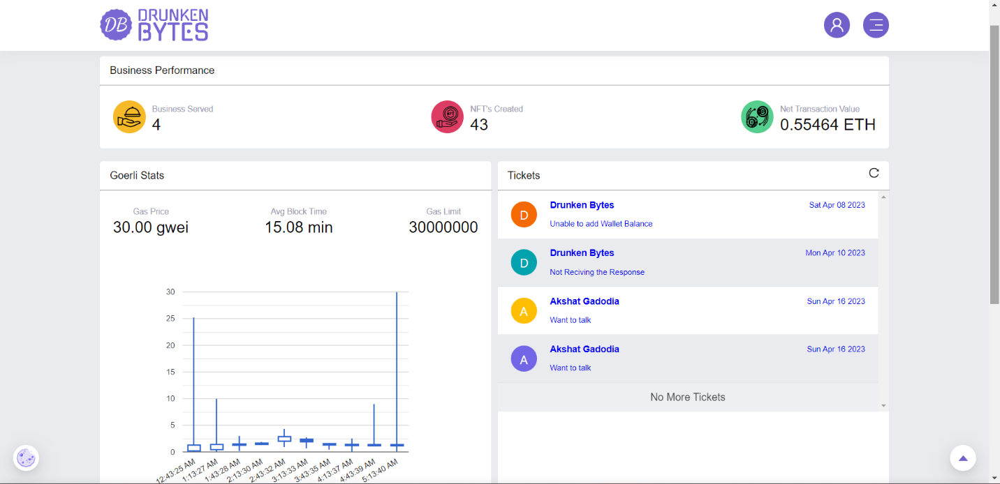 DB DRUNKEN
BYTES
Business Performance
Business Served
4
NFT
NFT's Created
43
Net Transaction Value
0.55464 ETH
Goerli Stats
Gas Price
30.00 gwei
Avg Block Time
15.08 min
Gas Limit
30000000
30
25
20
15
10
5
0
12:43:25 AM
1:13:27 AM
1:43:28 AM
2:13:30 AM
2:43:32 AM
3:13:33 AM
3:43:35 AM
4:13:37 AM
4:43:39 AM
5:13:40 AM
Tickets
D
Drunken Bytes
Sat Apr 08 2023
Unable to add Wallet Balance
D
Drunken Bytes
Mon Apr 10 2023
Not Reciving the Response
A
Akshat Gadodia
Sun Apr 16 2023
Want to talk
A
Akshat Gadodia
Sun Apr 16 2023
Want to talk
No More Tickets